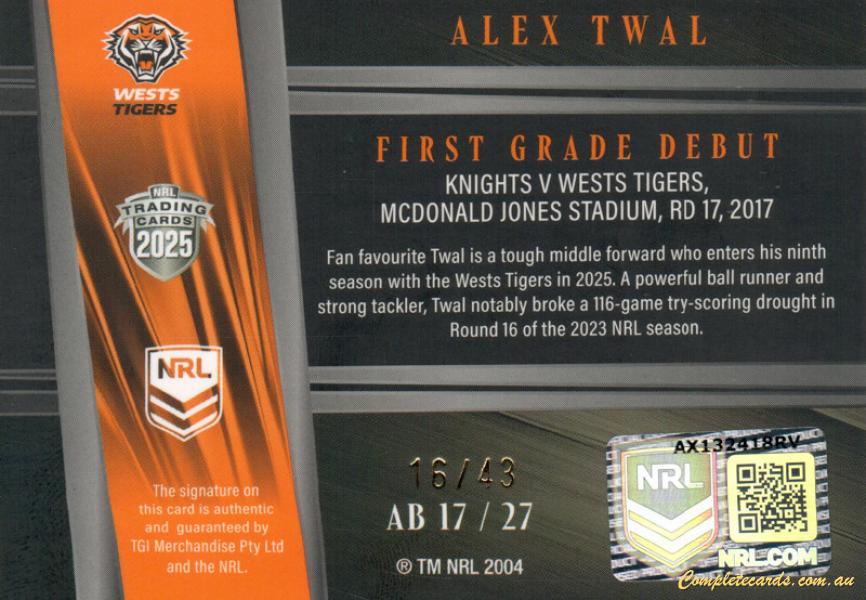 ALEX TWAL
WESTS
TIGERS
FIRST GRADE DEBUT
KNIGHTS V WESTS TIGERS,
MCDONALD JONES STADIUM, RD 17, 2017
NRL
TRADING
CARDS
2025
Fan favourite Twal is a tough middle forward who enters his ninth
season with the Wests Tigers in 2025. A powerful ball runner and
strong tackler, Twal notably broke a 116-game try-scoring drought in
Round 16 of the 2023 NRL season.
NRL
The signature on
this card is authentic
and guaranteed by
TGI Merchandise Pty Ltd
and the NRL.
16/43
AB 17 / 27
® TM NRL 2004
AX132418RV
NRL
NRL.COM
Completecards.com.au